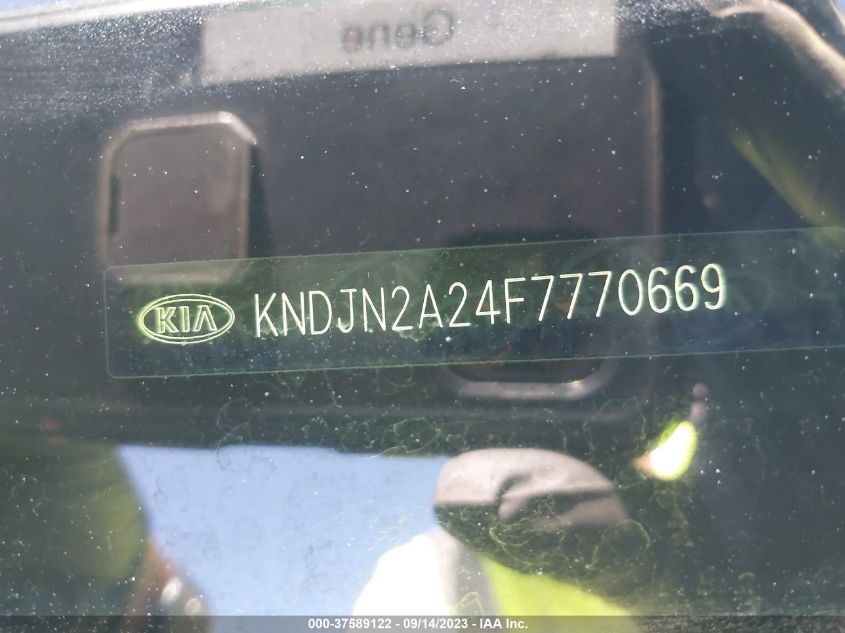 Gene
KIA KNDJN2A24F7770669
000-37589122 - 09/14/2023 - IAA Inc.